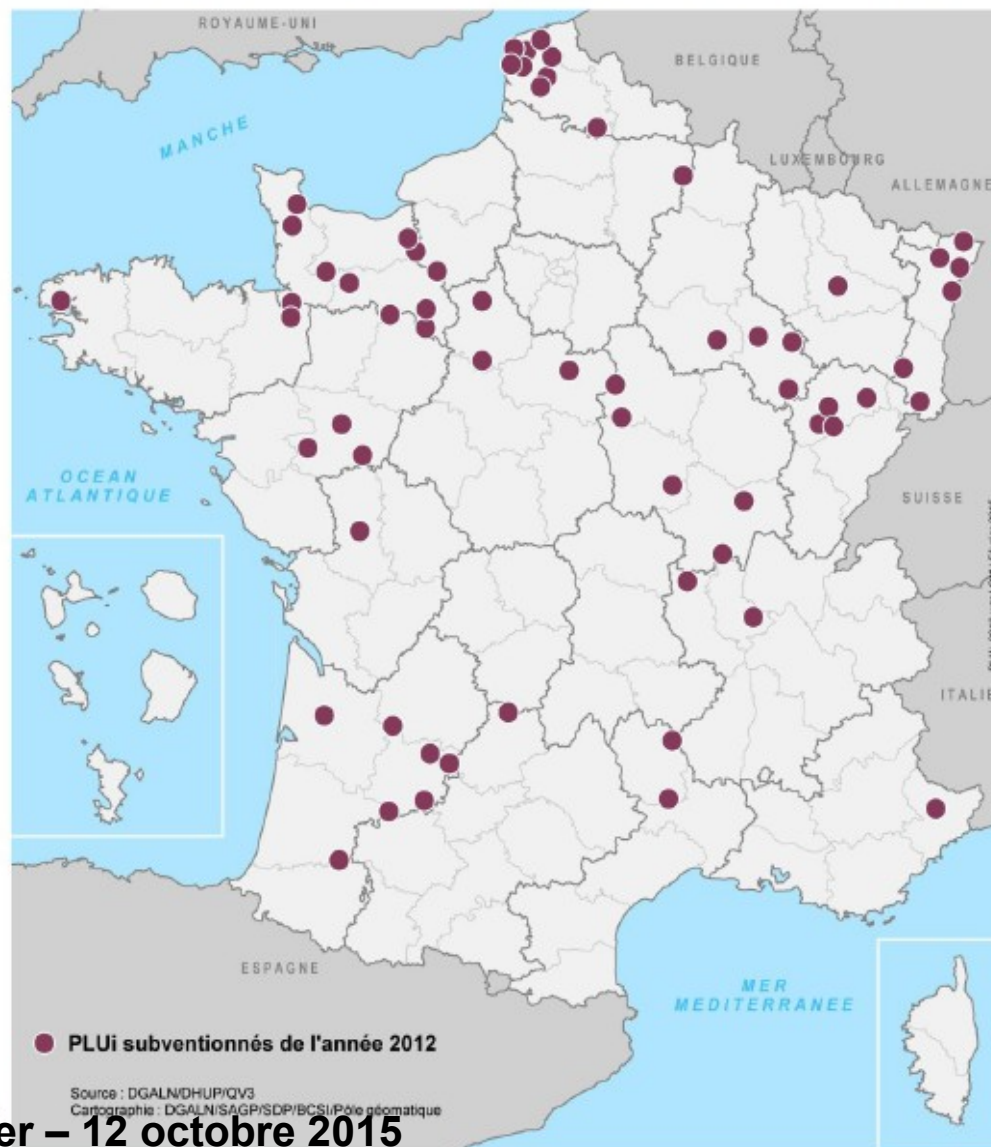 ROYAUME-UNI
BELGIQUE
MANCHE
LUXEMBOURG
ALLEMAGNE
OCEAN
ATLANTIQUE
SUISSE
ITALIE
ESPAGNE
MER
MEDITERRANEE
PLUi subventionnés de l'année 2012
Source : DGALN/DHUP/QV3
Cartographie : DGALN/SAGP/SDP/BCSI/Pôle géomatique
er – 12 octobre 2015